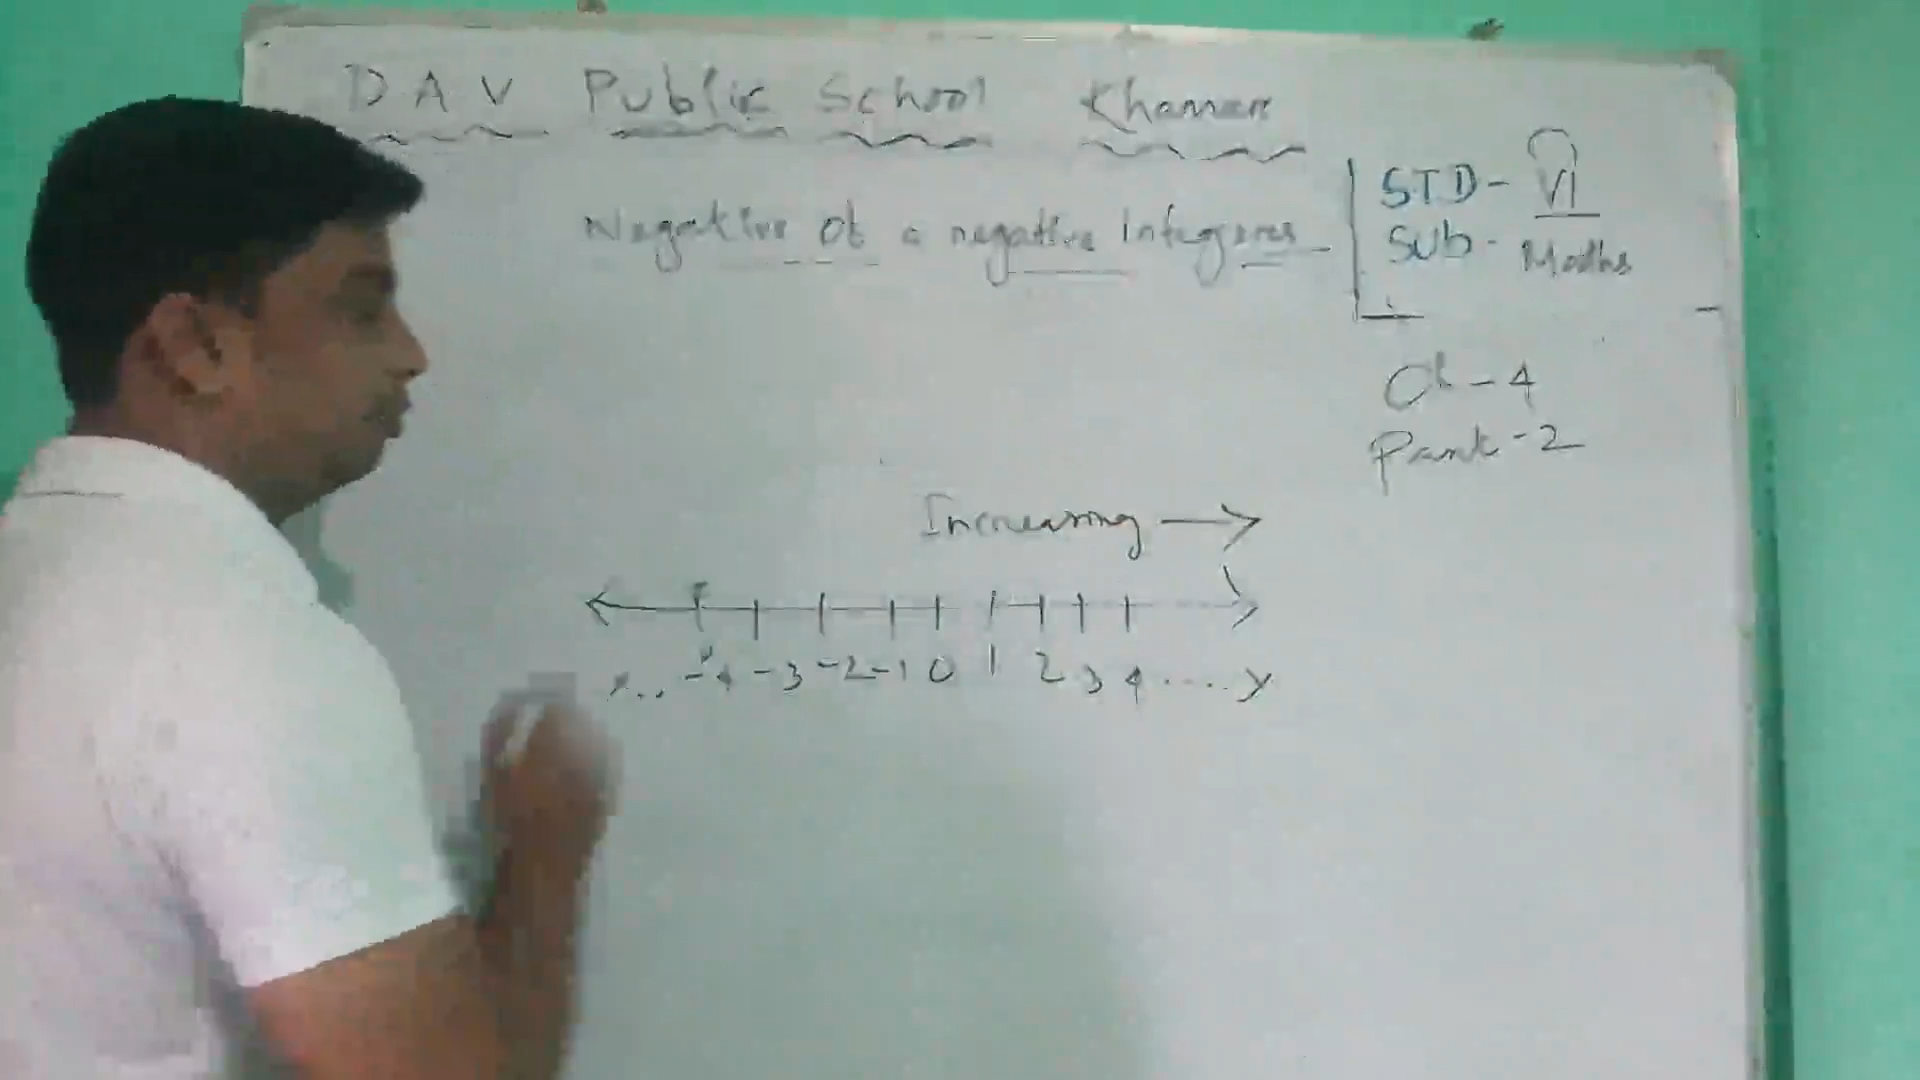 DAV Public School Khamar
Negative of a negative Integeres
STD - VI
Sub - Maths
Ch - 4
Part - 2
Increasing →
x.. -4 -3 -2 -1 0 1 2 3 4 ..... y